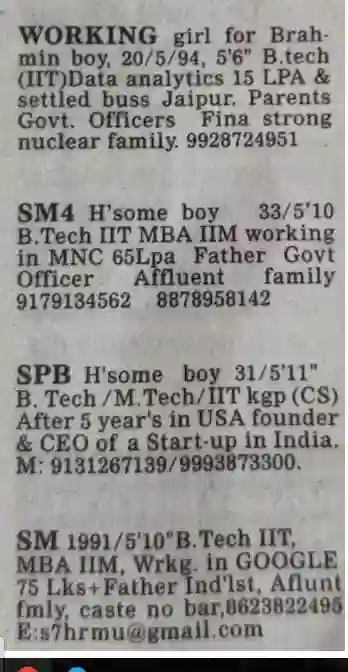 WORKING girl for Brah-
min boy, 20/5/94, 5'6" B.tech
(IIT)Data analytics 15 LPA &
settled buss Jaipur. Parents
Govt. Officers Fina strong
nuclear family. 9928724951
SM4 H'some boy 33/5'10
B.Tech IIT MBA IIM working
in MNC 65Lpa Father Govt
Officer Affluent family
9179134562 8878958142
SPB H'some boy 31/5'11"
B. Tech /M.Tech/IIT kgp (CS)
After 5 year's in USA founder
& CEO of a Start-up in India.
M: 9131267139/9993873300.
SM 1991/5'10"B.Tech IIT,
MBA IIM, Wrkg. in GOOGLE
75 Lks+Father Ind'lst, Aflunt
fmly, caste no bar,8623822495
E:s7hrmu@gmail.com